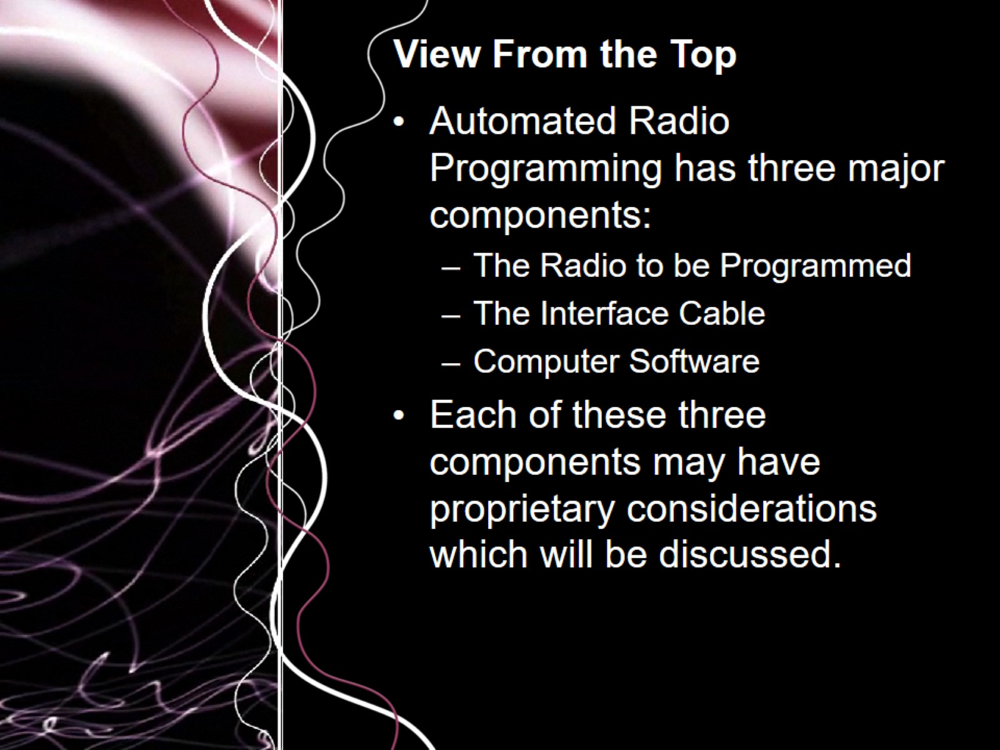 View From the Top
• Automated Radio
Programming has three major
components:
– The Radio to be Programmed
– The Interface Cable
– Computer Software
• Each of these three
components may have
proprietary considerations
which will be discussed.